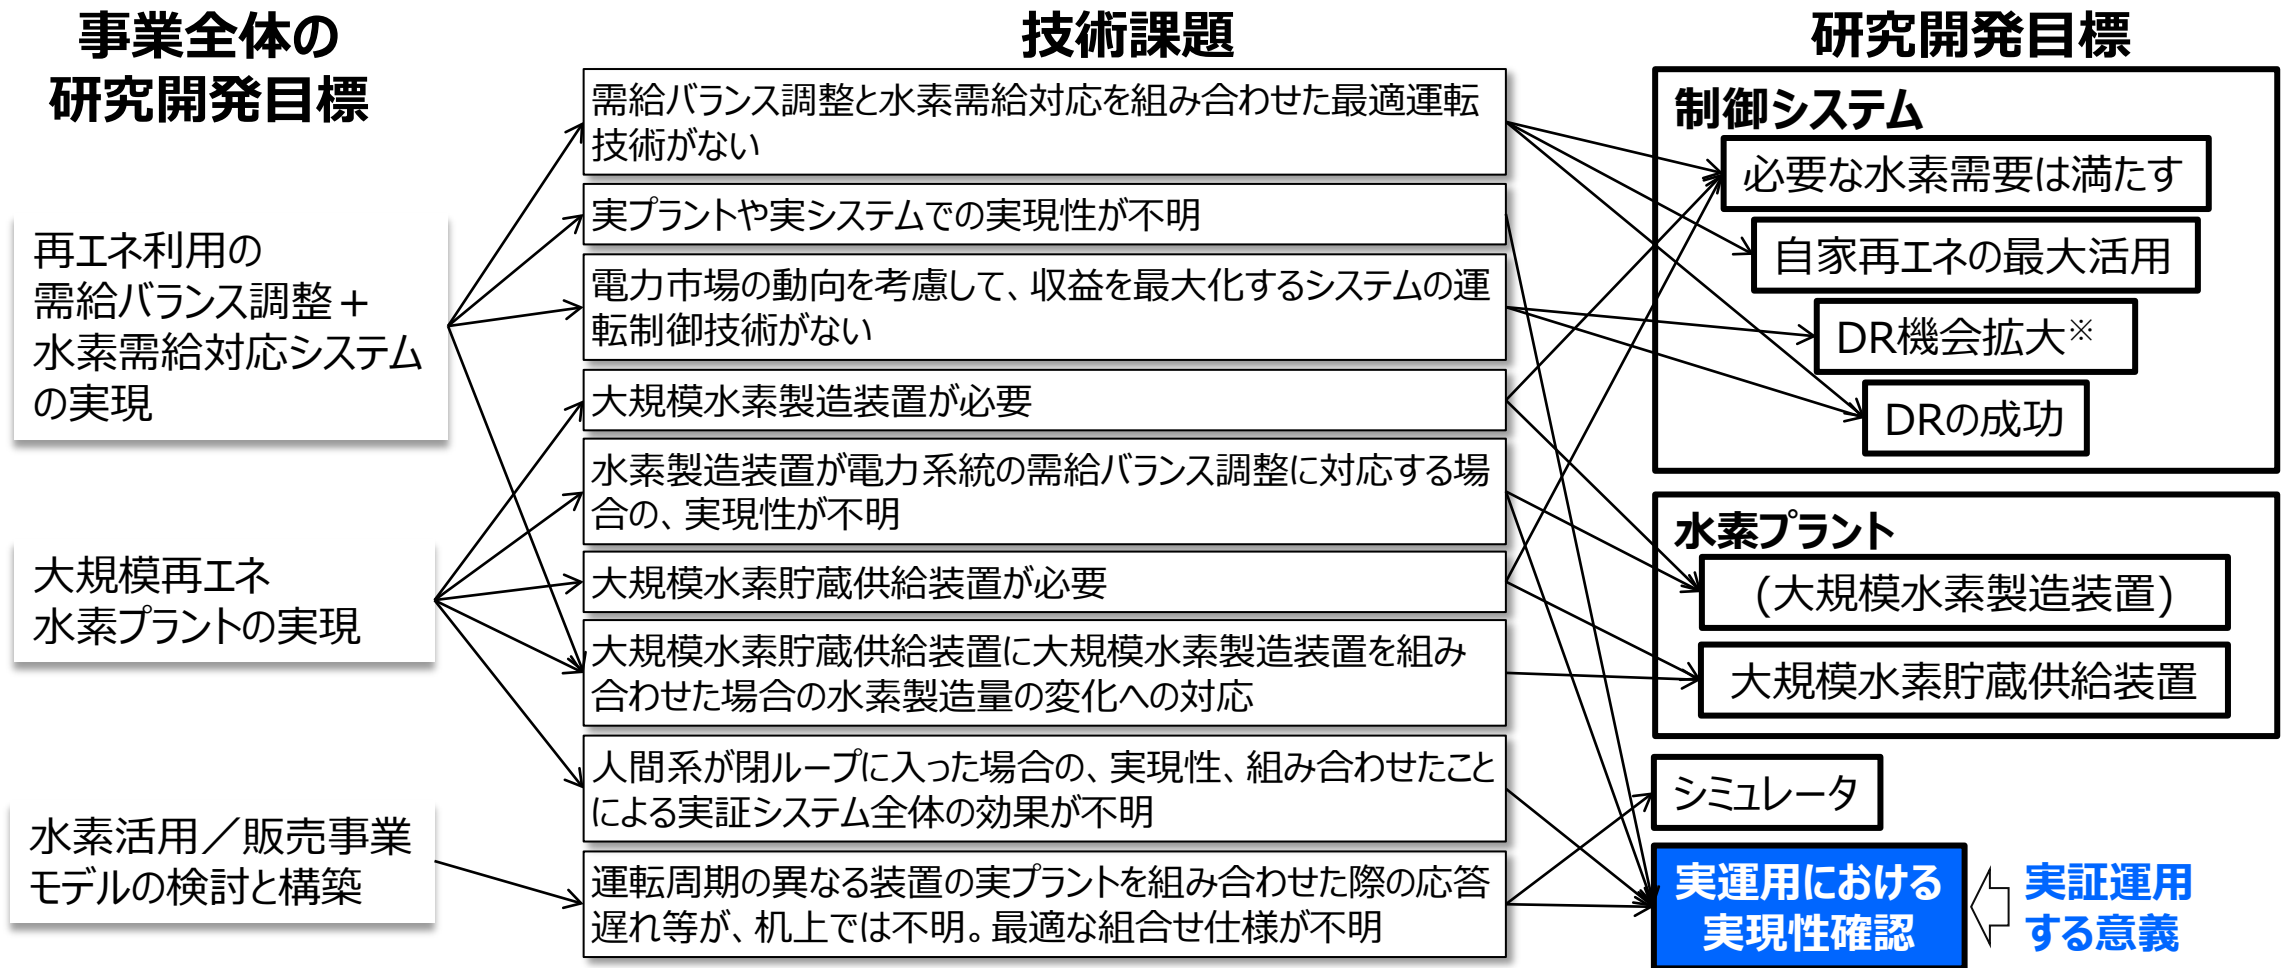 事業全体の
研究開発目標
再エネ利用の
需給バランス調整＋
水素需給対応システム
の実現
大規模再エネ
水素プラントの実現
水素活用／販売事業
モデルの検討と構築
技術課題
需給バランス調整と水素需給対応を組み合わせた最適運転
技術がない
実プラントや実システムでの実現性が不明
電力市場の動向を考慮して、収益を最大化するシステムの運
転制御技術がない
大規模水素製造装置が必要
水素製造装置が電力系統の需給バランス調整に対応する場
合の、実現性が不明
大規模水素貯蔵供給装置が必要
大規模水素貯蔵供給装置に大規模水素製造装置を組み
合わせた場合の水素製造量の変化への対応
人間系が閉ループに入った場合の、実現性、組み合わせたこと
による実証システム全体の効果が不明
運転周期の異なる装置の実プラントを組み合わせた際の応答
遅れ等が、机上では不明。最適な組合せ仕様が不明
研究開発目標
制御システム
必要な水素需要は満たす
自家再エネの最大活用
DR機会拡大※
DRの成功
水素プラント
(大規模水素製造装置)
大規模水素貯蔵供給装置
シミュレータ
実運用における
実現性確認
実証運用
する意義